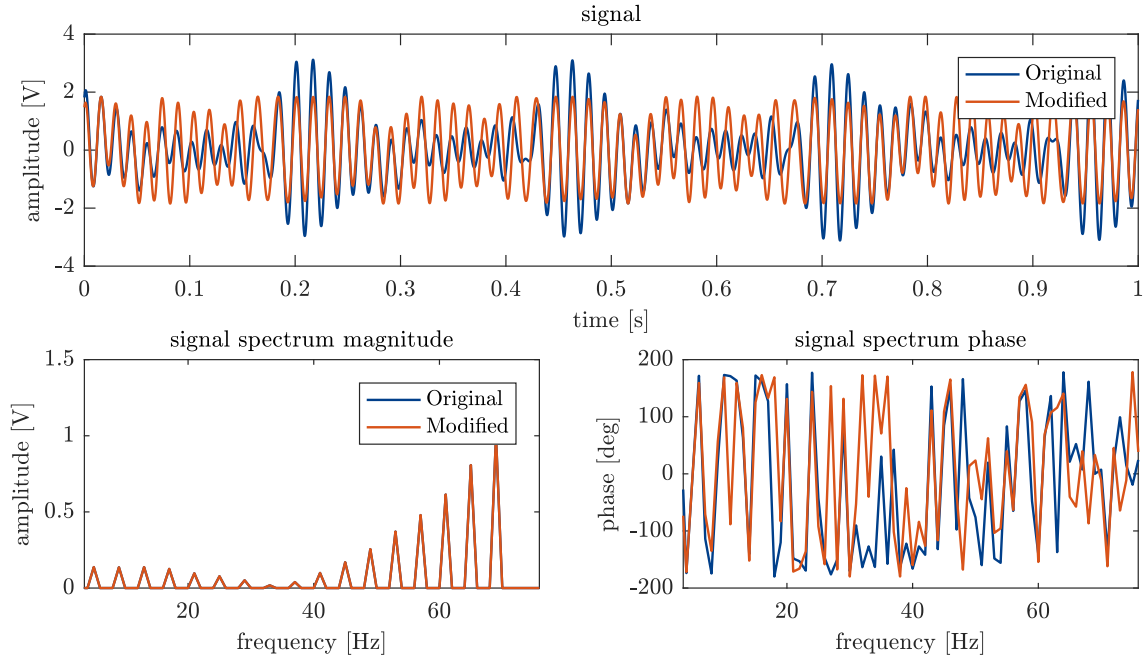 signal
4
2
0
-2
-4
amplitude [V]
Original
Modified
0 0.1 0.2 0.3 0.4 0.5 0.6 0.7 0.8 0.9 1
time [s]
signal spectrum magnitude
1.5
1
0.5
0
amplitude [V]
Original
Modified
20 40 60
frequency [Hz]
signal spectrum phase
200
100
0
-100
-200
phase [deg]
20 40 60
frequency [Hz]